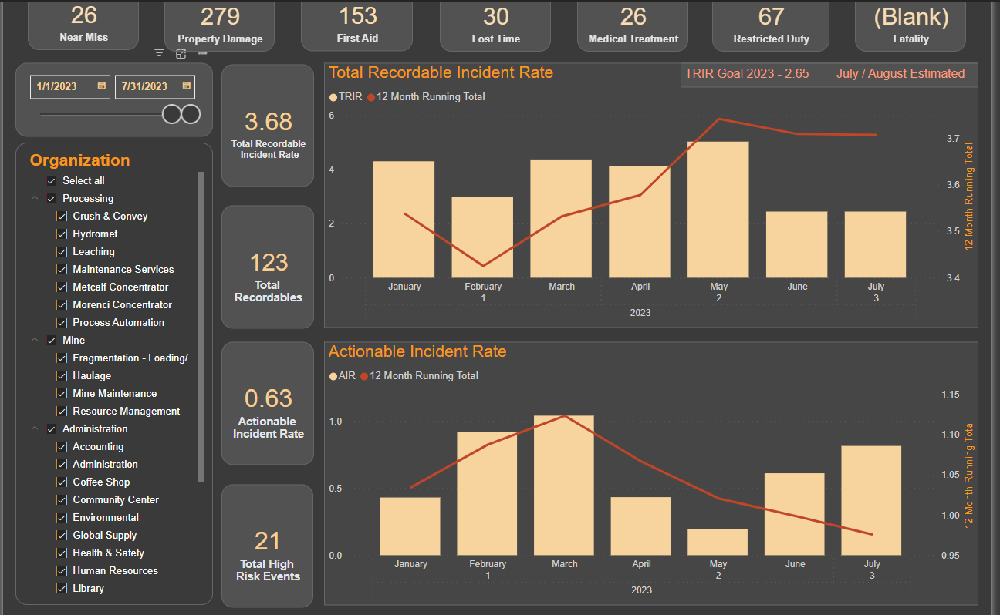 26
Near Miss
279
Property Damage
153
First Aid
30
Lost Time
26
Medical Treatment
67
Restricted Duty
(Blank)
Fatality
1/1/2023
7/31/2023
Organization
Select all
Processing
Crush & Convey
Hydromet
Leaching
Maintenance Services
Metcalf Concentrator
Morenci Concentrator
Process Automation
Mine
Fragmentation - Loading/ ...
Haulage
Mine Maintenance
Resource Management
Administration
Accounting
Administration
Coffee Shop
Community Center
Environmental
Global Supply
Health & Safety
Human Resources
Library
3.68
Total Recordable
Incident Rate
123
Total
Recordables
0.63
Actionable
Incident Rate
21
Total High
Risk Events
Total Recordable Incident Rate
TRIR Goal 2023 - 2.65 July / August Estimated
TRIR 12 Month Running Total
6
4
2
0
3.7
3.6
3.5
3.4
12 Month Running Total
January February March April May June July
1 2 3
2023
Actionable Incident Rate
AIR 12 Month Running Total
1.0
0.5
0.0
1.15
1.10
1.05
1.00
0.95
12 Month Running Total
January February March April May June July
1 2 3
2023